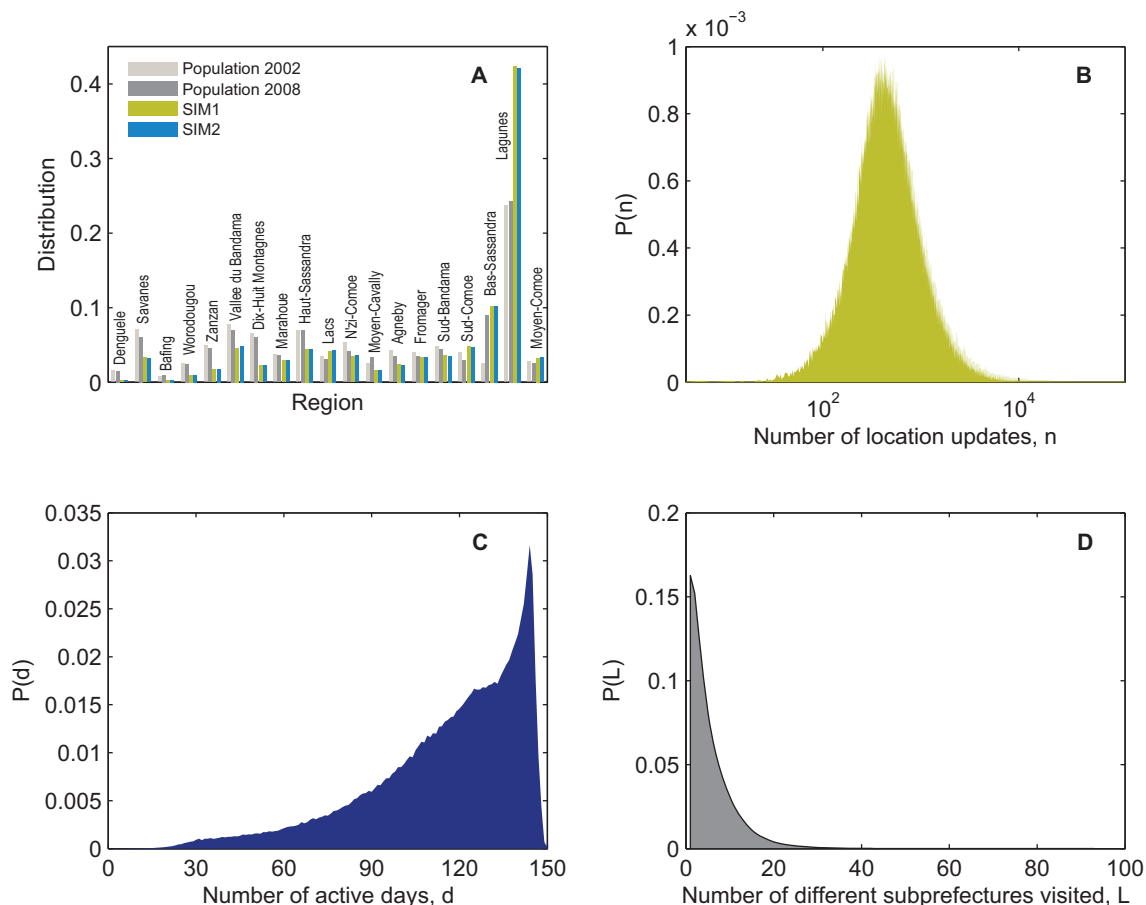 A
Population 2002
Population 2008
SIM1
SIM2
Distribution
0.4
0.3
0.2
0.1
0
Denguele
Savanes
Bafing
Worodougou
Zanzan
Vallee du Bandama
Dix-Huit Montagnes
Marahoue
Haut-Sassandra
Lacs
N'zi-Comoe
Moyen-Cavally
Agneby
Fromager
Sud-Bandama
Sud-Comoe
Bas-Sassandra
Lagunes
Moyen-Comoe
Region
B
1 x 10⁻³
0.8
0.6
0.4
0.2
0
P(n)
10² 10⁴
Number of location updates, n
C
0.035
0.03
0.025
0.02
0.015
0.01
0.005
0
P(d)
0 30 60 90 120 150
Number of active days, d
D
0.2
0.15
0.1
0.05
0
P(L)
0 20 40 60 80 100
Number of different subprefectures visited, L